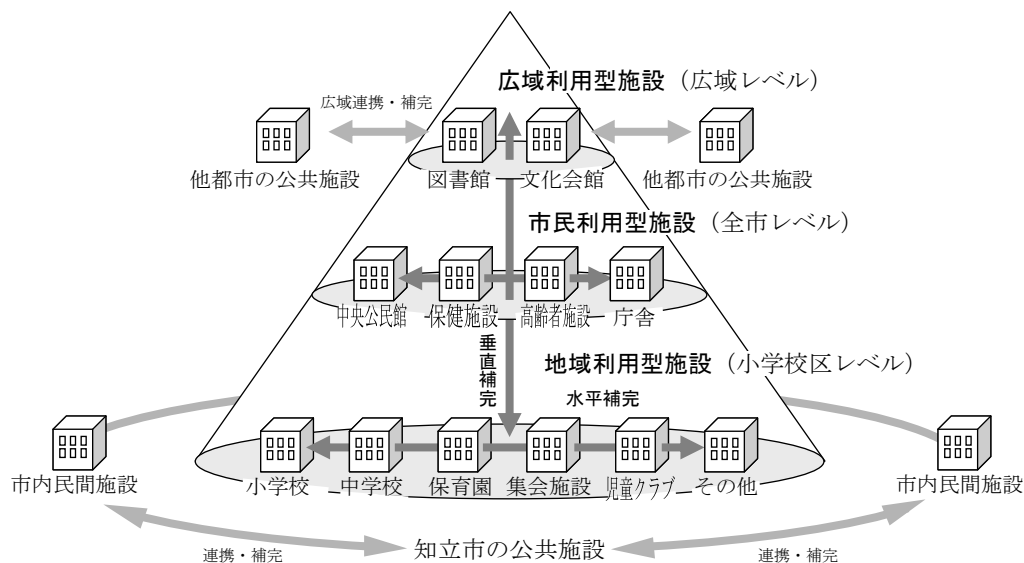 広域利用型施設（広域レベル）
広域連携・補完
他都市の公共施設
図書館
文化会館
他都市の公共施設
市民利用型施設（全市レベル）
中央公民館
保健施設
高齢者施設
庁舎
垂直補完
地域利用型施設（小学校区レベル）
水平補完
市内民間施設
小学校
中学校
保育園
集会施設
児童クラブ
その他
市内民間施設
連携・補完
知立市の公共施設
連携・補完